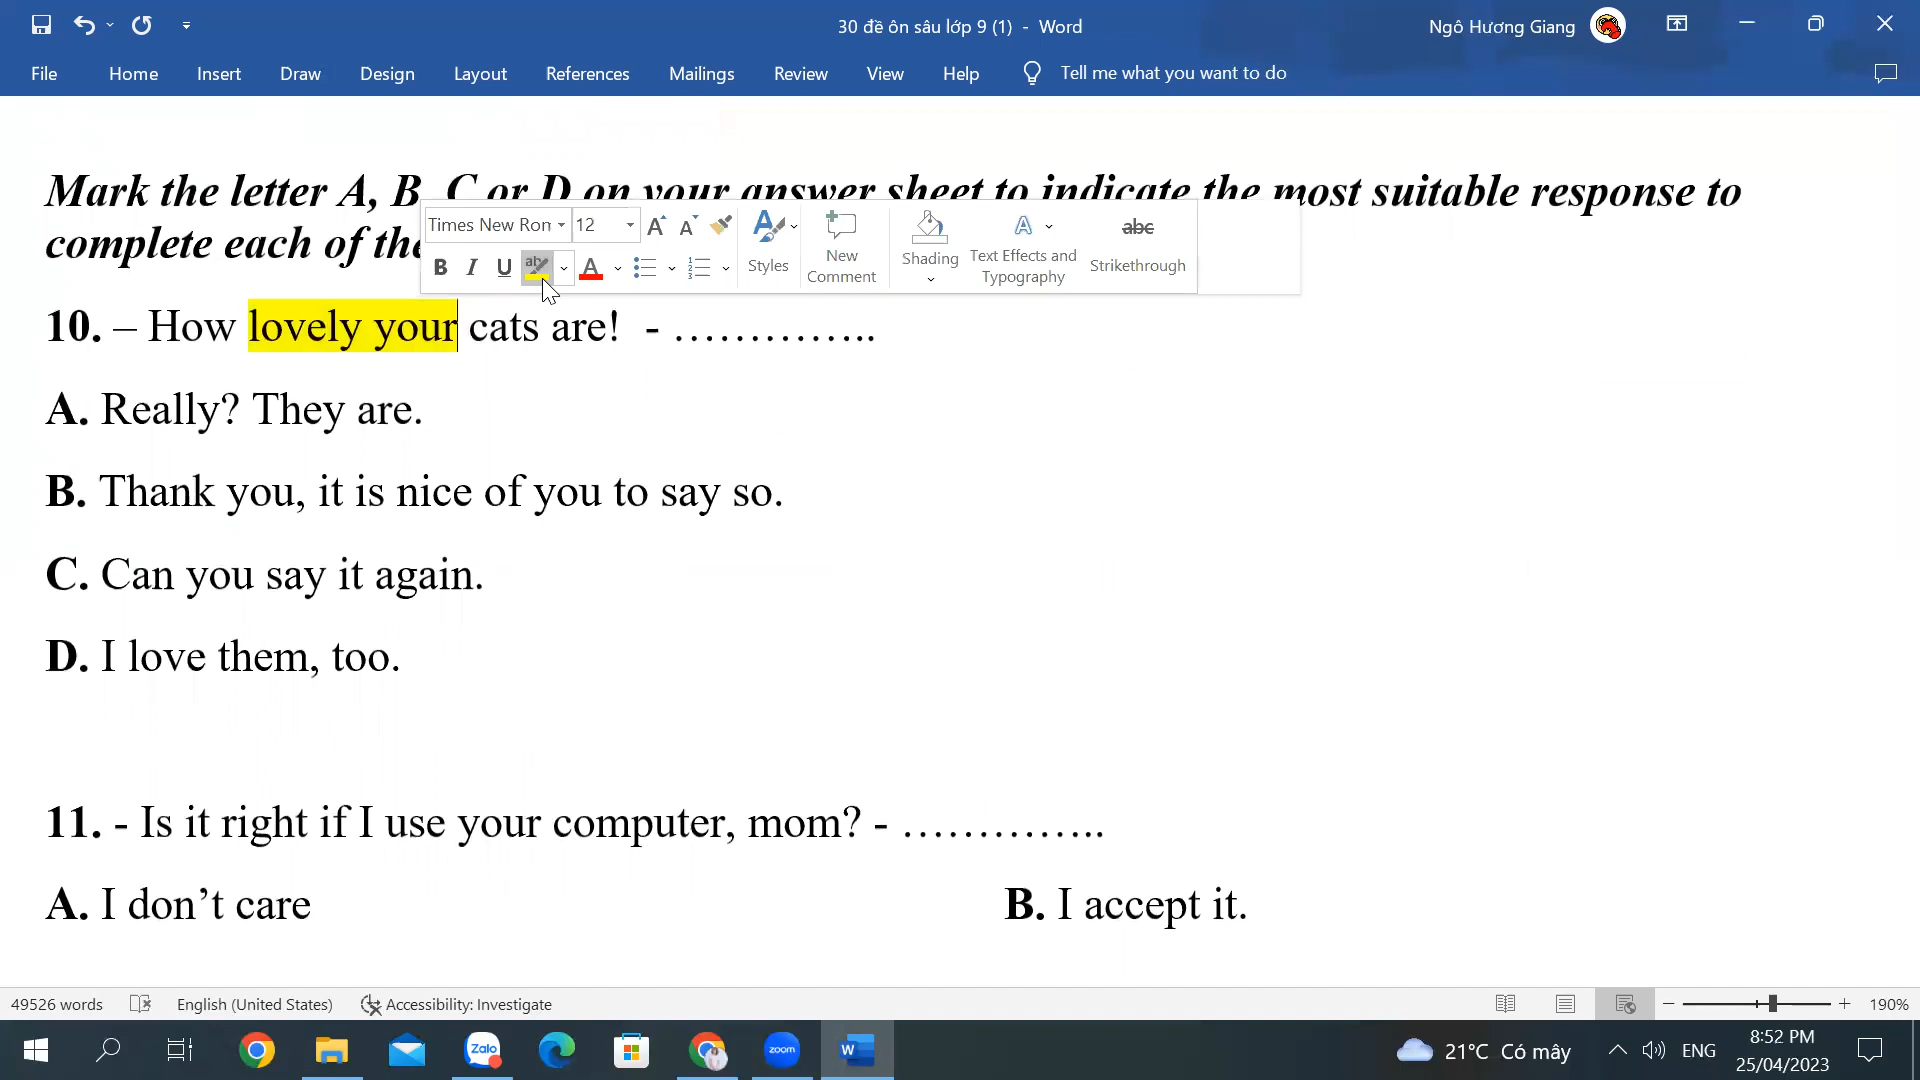 30 đề ôn sâu lớp 9 (1) - Word
Ngô Hương Giang
File Home Insert Draw Design Layout References Mailings Review View Help Tell me what you want to do
Mark the letter A, B, C or D on your answer sheet to indicate the most suitable response to
complete each of the
Times New Ron 12
Styles
New Comment
Shading
Text Effects and Typography
abc
Strikethrough
B I U ab A
10. – How lovely your cats are! - …………..
A. Really? They are.
B. Thank you, it is nice of you to say so.
C. Can you say it again.
D. I love them, too.
11. - Is it right if I use your computer, mom? - …………..
A. I don’t care B. I accept it.
49526 words English (United States) Accessibility: Investigate 190%
Zalo zoom W 21°C Có mây ENG 8:52 PM
25/04/2023